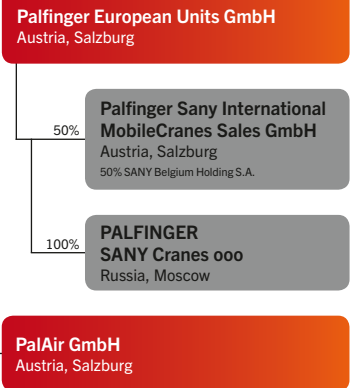 Palfinger European Units GmbH
Austria, Salzburg
50%
Palfinger Sany International
MobileCranes Sales GmbH
Austria, Salzburg
50% SANY Belgium Holding S.A.
100%
PALFINGER
SANY Cranes ooo
Russia, Moscow
PalAir GmbH
Austria, Salzburg